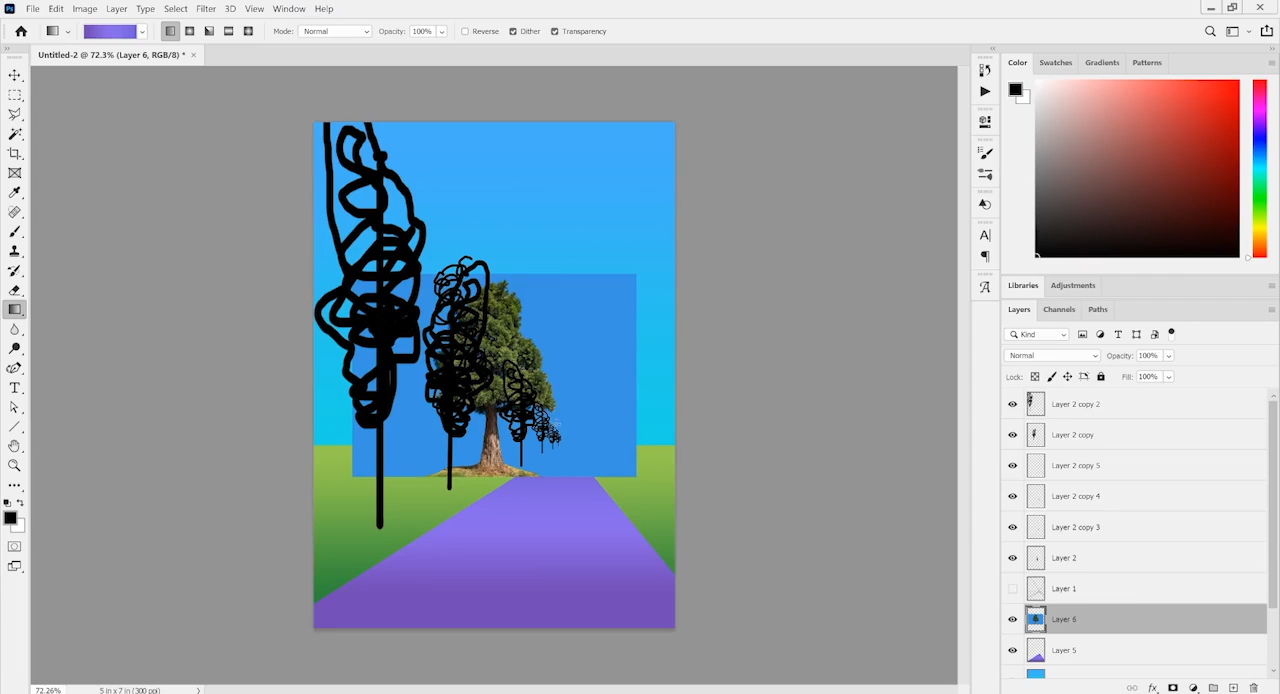 Ps File Edit Image Layer Type Select Filter 3D View Window Help
Mode: Normal Opacity: 100% Reverse Dither Transparency
Untitled-2 @ 72.3% (Layer 6, RGB/8) * ×
Color Swatches Gradients Patterns
Libraries Adjustments
Layers Channels Paths
Kind
Normal Opacity: 100%
Lock: Fill: 100%
Layer 2 copy 2
Layer 2 copy
Layer 2 copy 5
Layer 2 copy 4
Layer 2 copy 3
Layer 2
Layer 1
Layer 6
Layer 5
72.26% 5 in x 7 in (300 ppi)